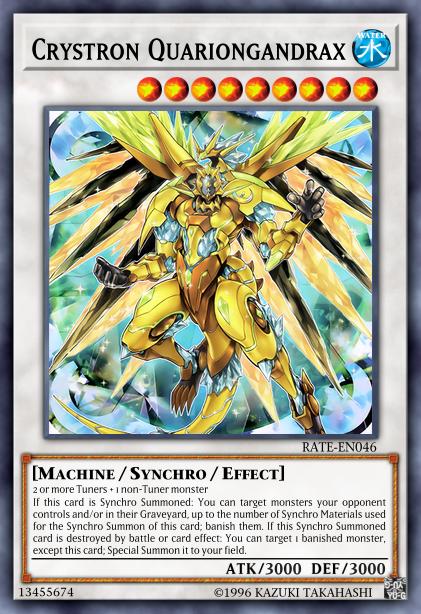 Crystron Quariongandrax
WATER
水
RATE-EN046
[Machine / Synchro / Effect]
2 or more Tuners + 1 non-Tuner monster
If this card is Synchro Summoned: You can target monsters your opponent
controls and/or in their Graveyard, up to the number of Synchro Materials used
for the Synchro Summon of this card; banish them. If this Synchro Summoned
card is destroyed by battle or card effect: You can target 1 banished monster,
except this card; Special Summon it to your field.
ATK/3000 DEF/3000
13455674
©1996 KAZUKI TAKAHASHI